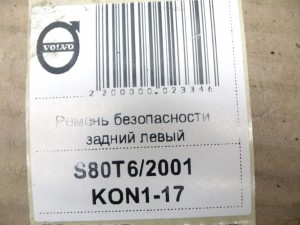 VOLVO
2200000023346
Ремень безопасности
задний левый
S80T6/2001
KON1-17